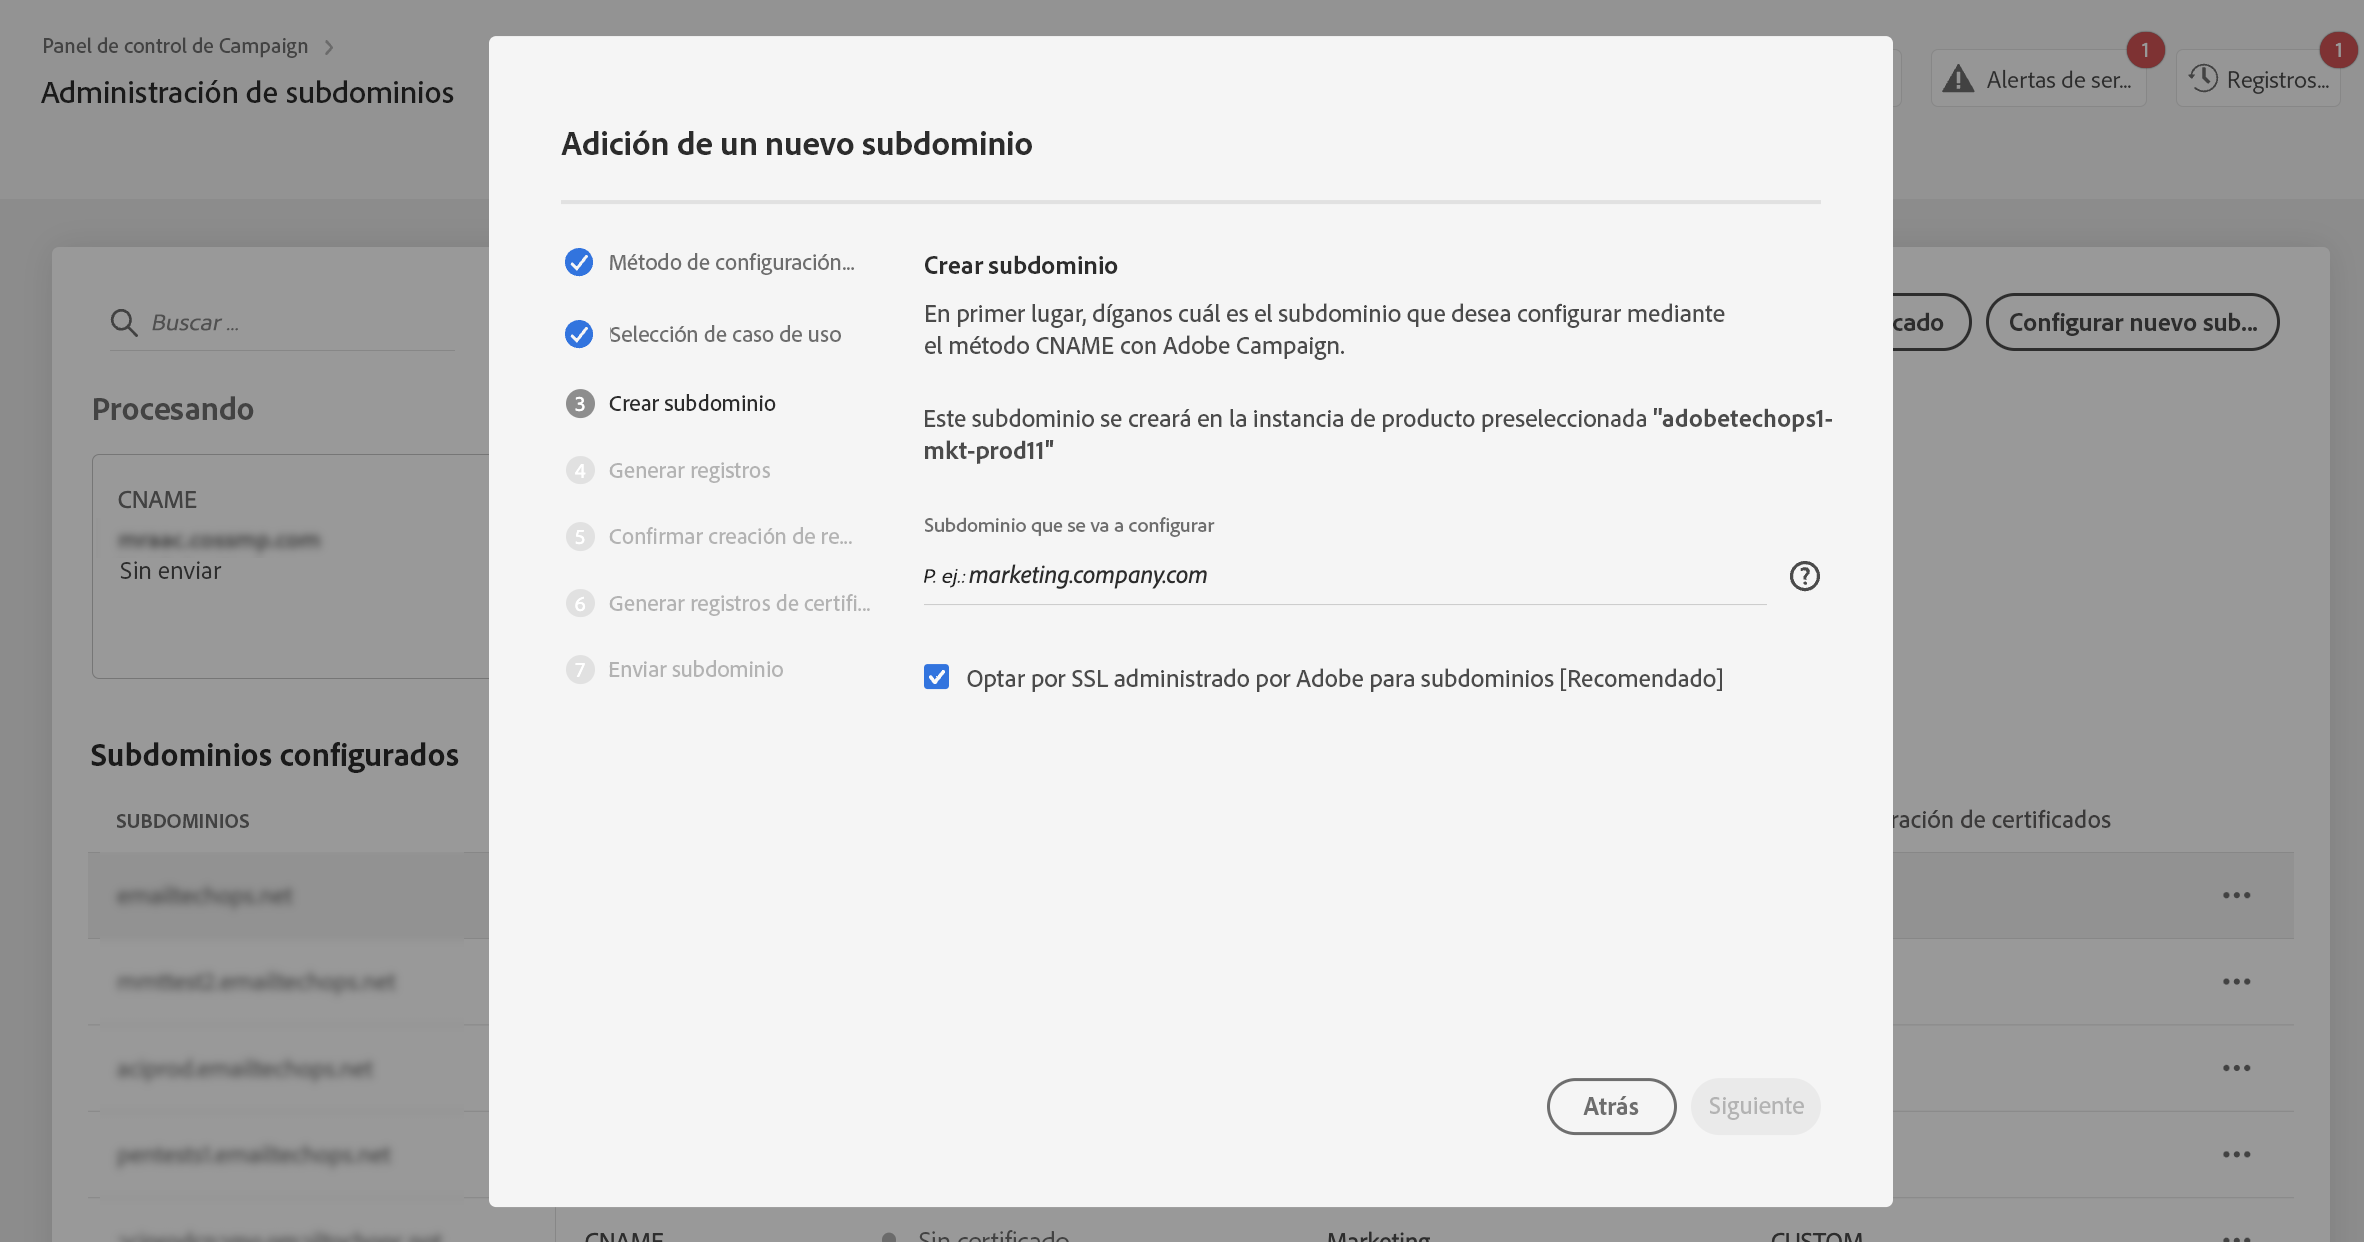 Panel de control de Campaign
Administración de subdominios
1
Alertas de ser...
1
Registros...
Buscar ...
cado
Configurar nuevo sub...
Procesando
CNAME
Sin enviar
Subdominios configurados
SUBDOMINIOS
ración de certificados
Adición de un nuevo subdominio
Método de configuración...
Selección de caso de uso
3 Crear subdominio
4 Generar registros
5 Confirmar creación de re...
6 Generar registros de certifi...
7 Enviar subdominio
Crear subdominio
En primer lugar, díganos cuál es el subdominio que desea configurar mediante
el método CNAME con Adobe Campaign.
Este subdominio se creará en la instancia de producto preseleccionada "adobetechops1-
mkt-prod11"
Subdominio que se va a configurar
P. ej.: marketing.company.com
?
Optar por SSL administrado por Adobe para subdominios [Recomendado]
Atrás
Siguiente
CNAME
Sin certificado
Marketing
CUSTOM